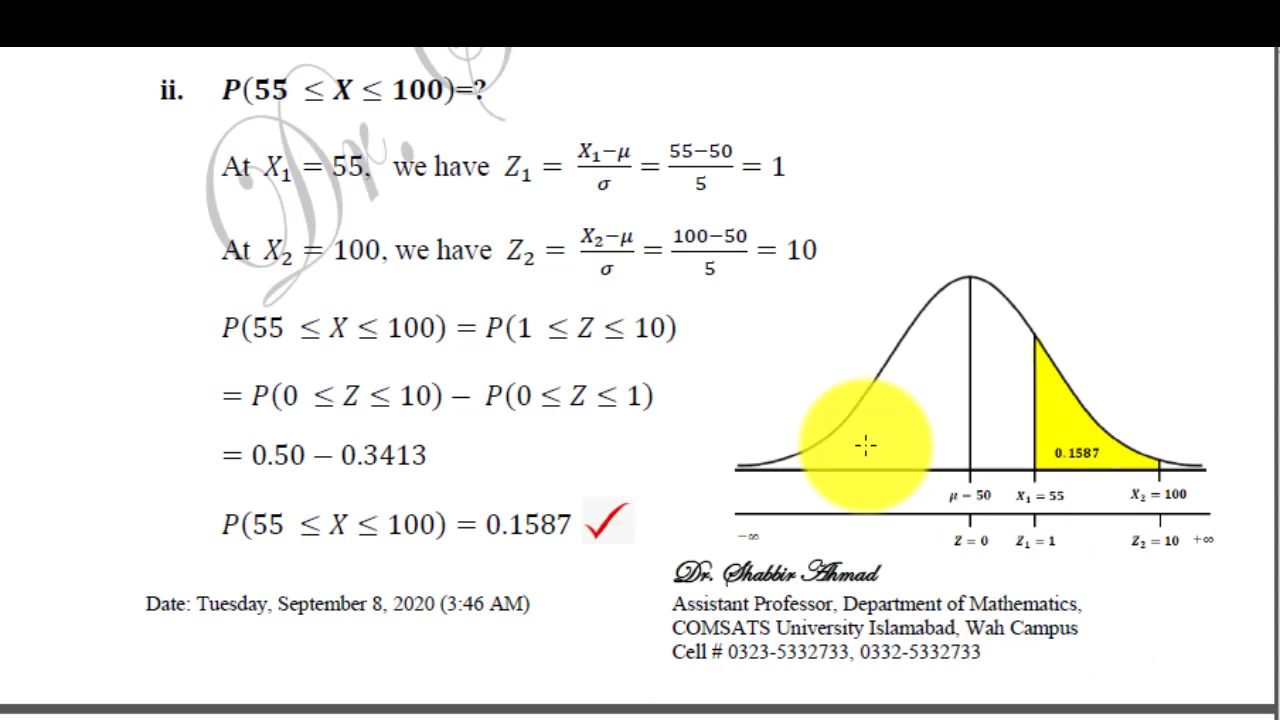 ii. P(55 ≤ X ≤ 100)=?
At X₁ = 55, we have Z₁ = (X₁−μ)/σ = (55−50)/5 = 1
At X₂ = 100, we have Z₂ = (X₂−μ)/σ = (100−50)/5 = 10
P(55 ≤ X ≤ 100) = P(1 ≤ Z ≤ 10)
= P(0 ≤ Z ≤ 10) − P(0 ≤ Z ≤ 1)
= 0.50 − 0.3413
P(55 ≤ X ≤ 100) = 0.1587
0.1587
μ = 50 X₁ = 55 X₂ = 100
−∞ Z = 0 Z₁ = 1 Z₂ = 10 +∞
Dr. Shabbir Ahmad
Date: Tuesday, September 8, 2020 (3:46 AM)
Assistant Professor, Department of Mathematics,
COMSATS University Islamabad, Wah Campus
Cell # 0323-5332733, 0332-5332733
Dr.